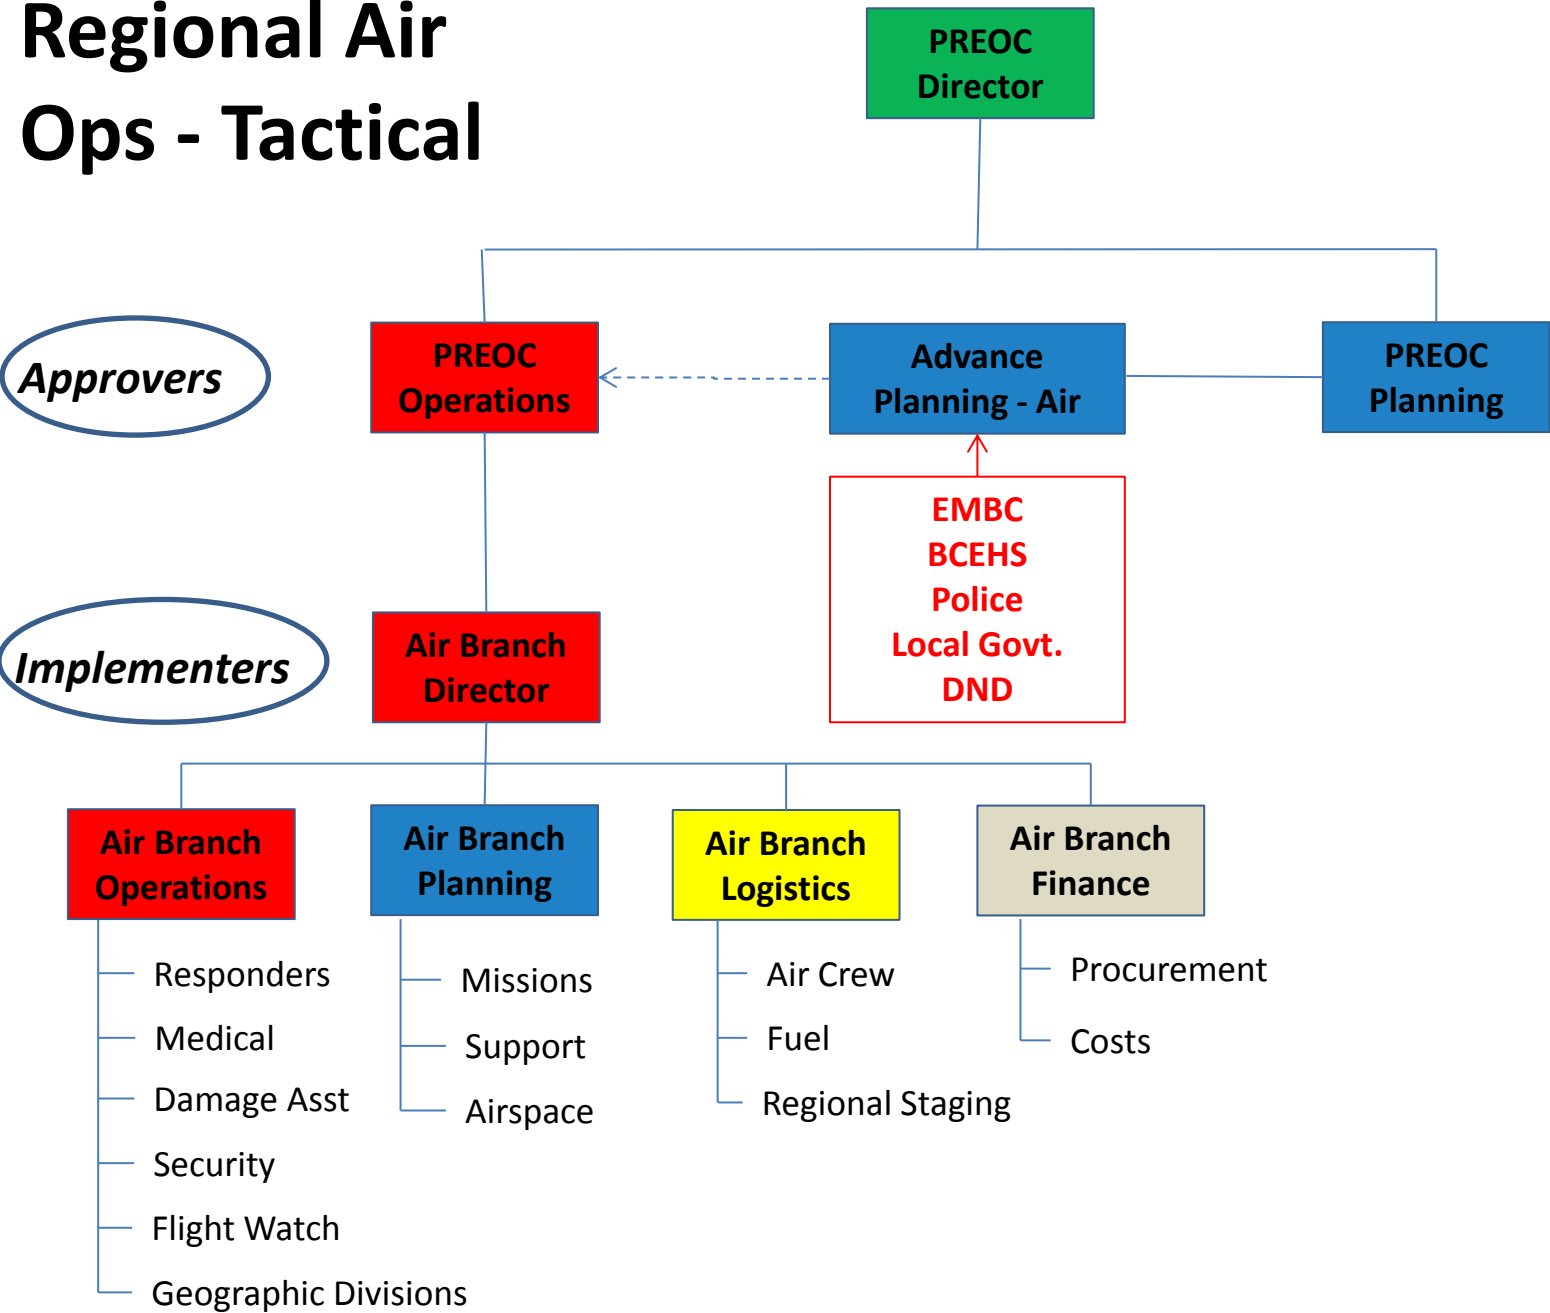 Regional Air
Ops - Tactical
PREOC
Director
Approvers
PREOC
Operations
Advance
Planning - Air
PREOC
Planning
EMBC
BCEHS
Police
Local Govt.
DND
Implementers
Air Branch
Director
Air Branch
Operations
Air Branch
Planning
Air Branch
Logistics
Air Branch
Finance
Responders
Medical
Damage Asst
Security
Flight Watch
Geographic Divisions
Missions
Support
Airspace
Air Crew
Fuel
Regional Staging
Procurement
Costs